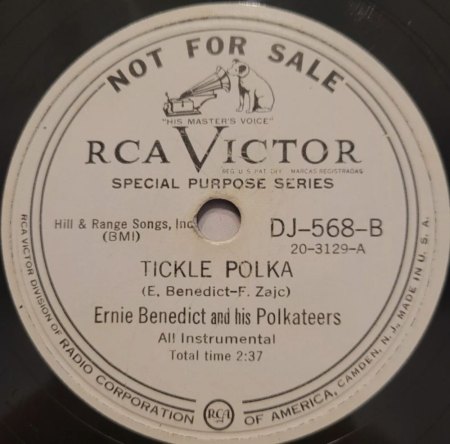 NOT FOR SALE
"HIS MASTER'S VOICE"
RCA VICTOR
REG. U.S. PAT. OFF. MARCAS REGISTRADAS
SPECIAL PURPOSE SERIES
Hill & Range Songs, Inc
(BMI)
DJ-568-B
20-3129-A
TICKLE POLKA
(E. Benedict-F. Zajc)
Ernie Benedict and his Polkateers
All Instrumental
Total time 2:37
RCA VICTOR DIVISION OF RADIO CORPORATION OF AMERICA, CAMDEN, N.J., MADE IN U.S.A.
RCA